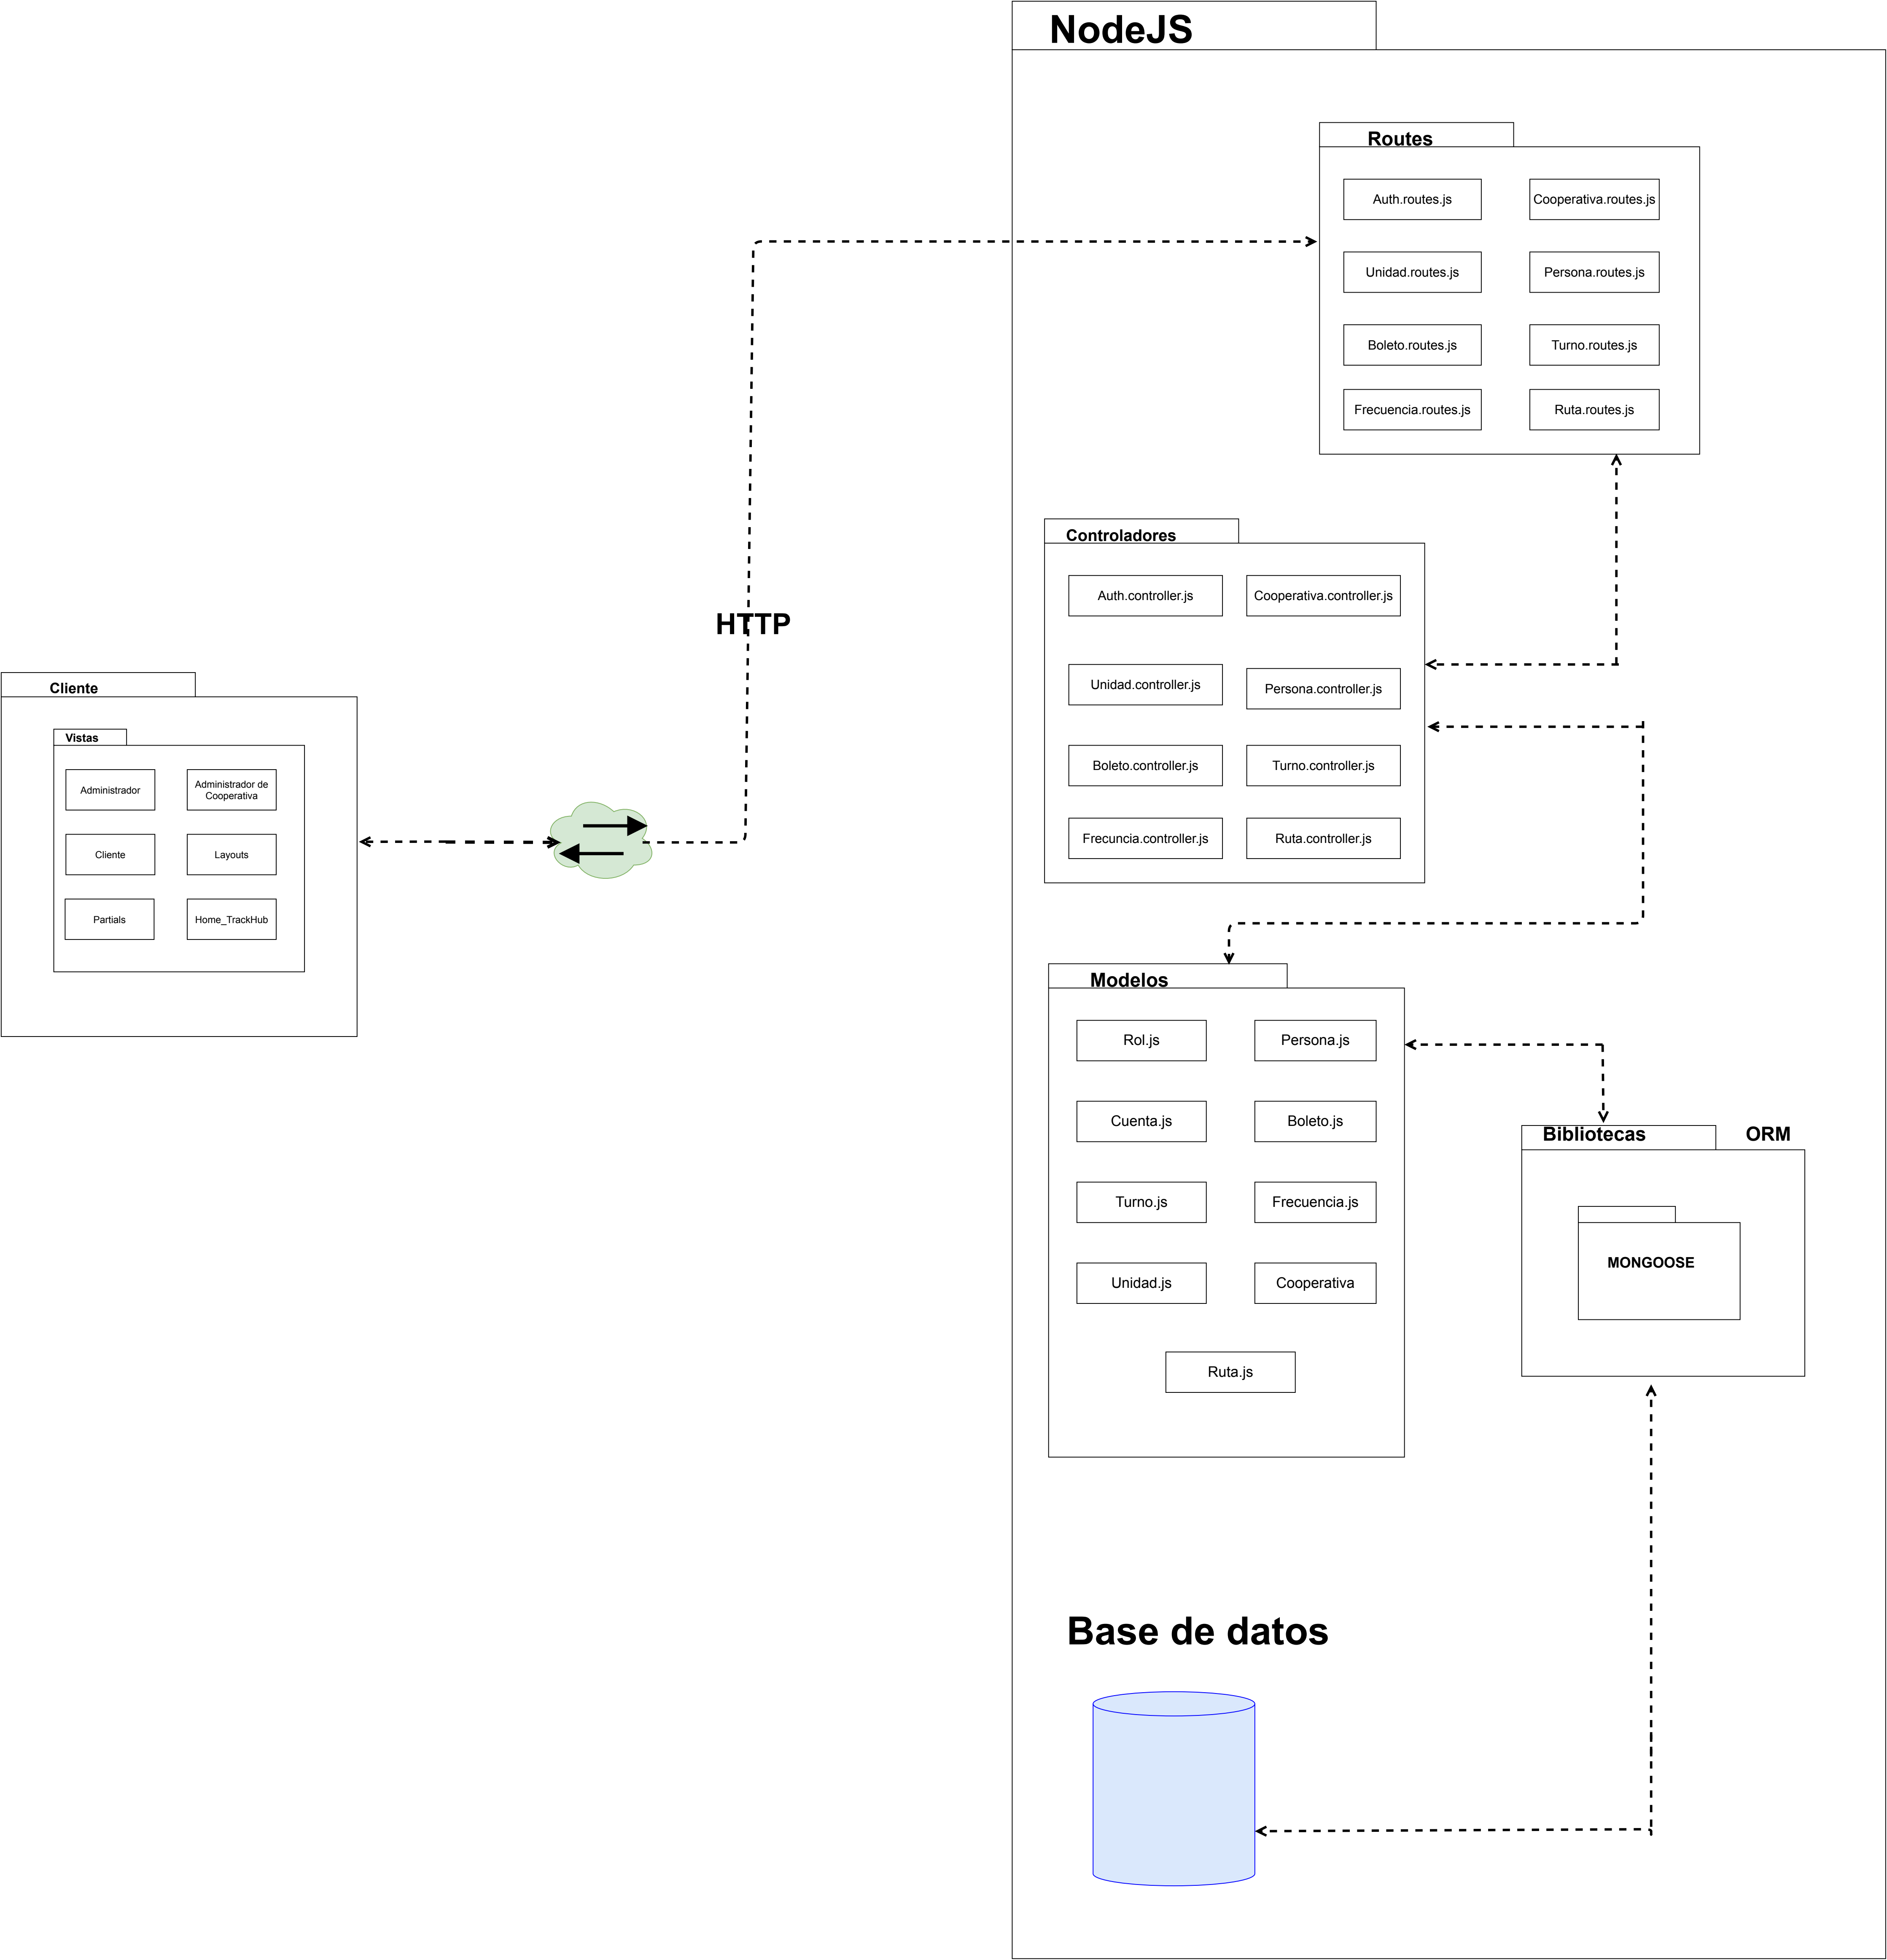 NodeJS
Routes
Auth.routes.js
Cooperativa.routes.js
Unidad.routes.js
Persona.routes.js
Boleto.routes.js
Turno.routes.js
Frecuencia.routes.js
Ruta.routes.js
Controladores
Auth.controller.js
Cooperativa.controller.js
Unidad.controller.js
Persona.controller.js
Boleto.controller.js
Turno.controller.js
Frecuncia.controller.js
Ruta.controller.js
HTTP
Cliente
Vistas
Administrador
Administrador de
Cooperativa
Cliente
Layouts
Partials
Home_TrackHub
Modelos
Rol.js
Persona.js
Cuenta.js
Boleto.js
Turno.js
Frecuencia.js
Unidad.js
Cooperativa
Ruta.js
Bibliotecas
ORM
MONGOOSE
Base de datos